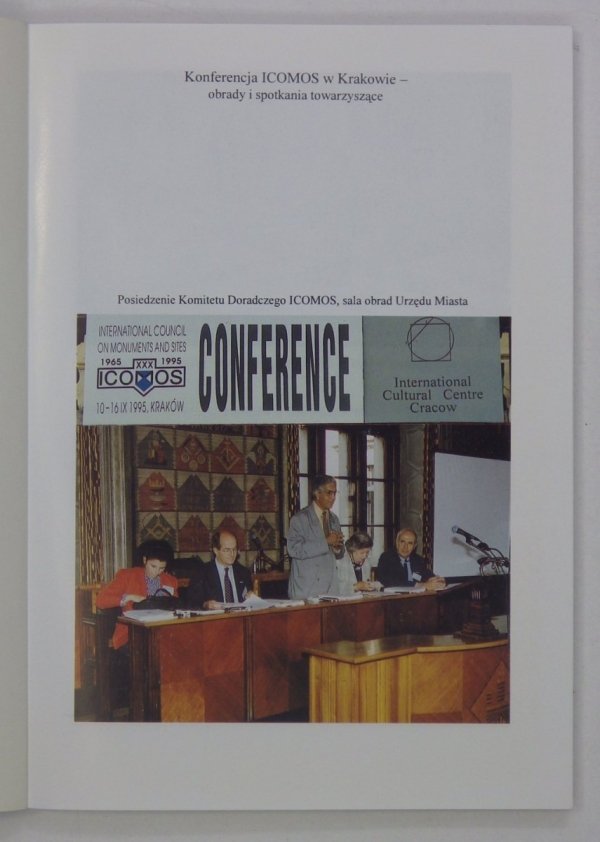 Konferencja ICOMOS w Krakowie –
obrady i spotkania towarzyszące
Posiedzenie Komitetu Doradczego ICOMOS, sala obrad Urzędu Miasta
INTERNATIONAL COUNCIL
ON MONUMENTS AND SITES
1965 XXX 1995
ICOMOS
10–16 IX 1995, KRAKÓW
CONFERENCE
International
Cultural Centre
Cracow